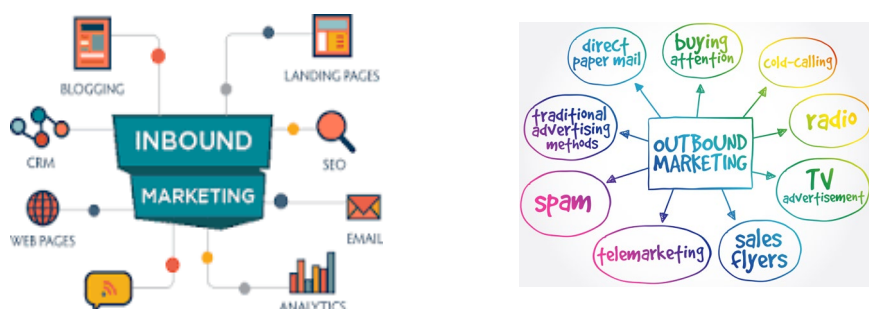 BLOGGING
LANDING PAGES
INBOUND
MARKETING
CRM
SEO
WEB PAGES
EMAIL
ANALYTICS
direct
paper mail
buying
attention
cold-calling
traditional
advertising
methods
OUTBOUND
MARKETING
radio
spam
TV
advertisement
telemarketing
sales
flyers